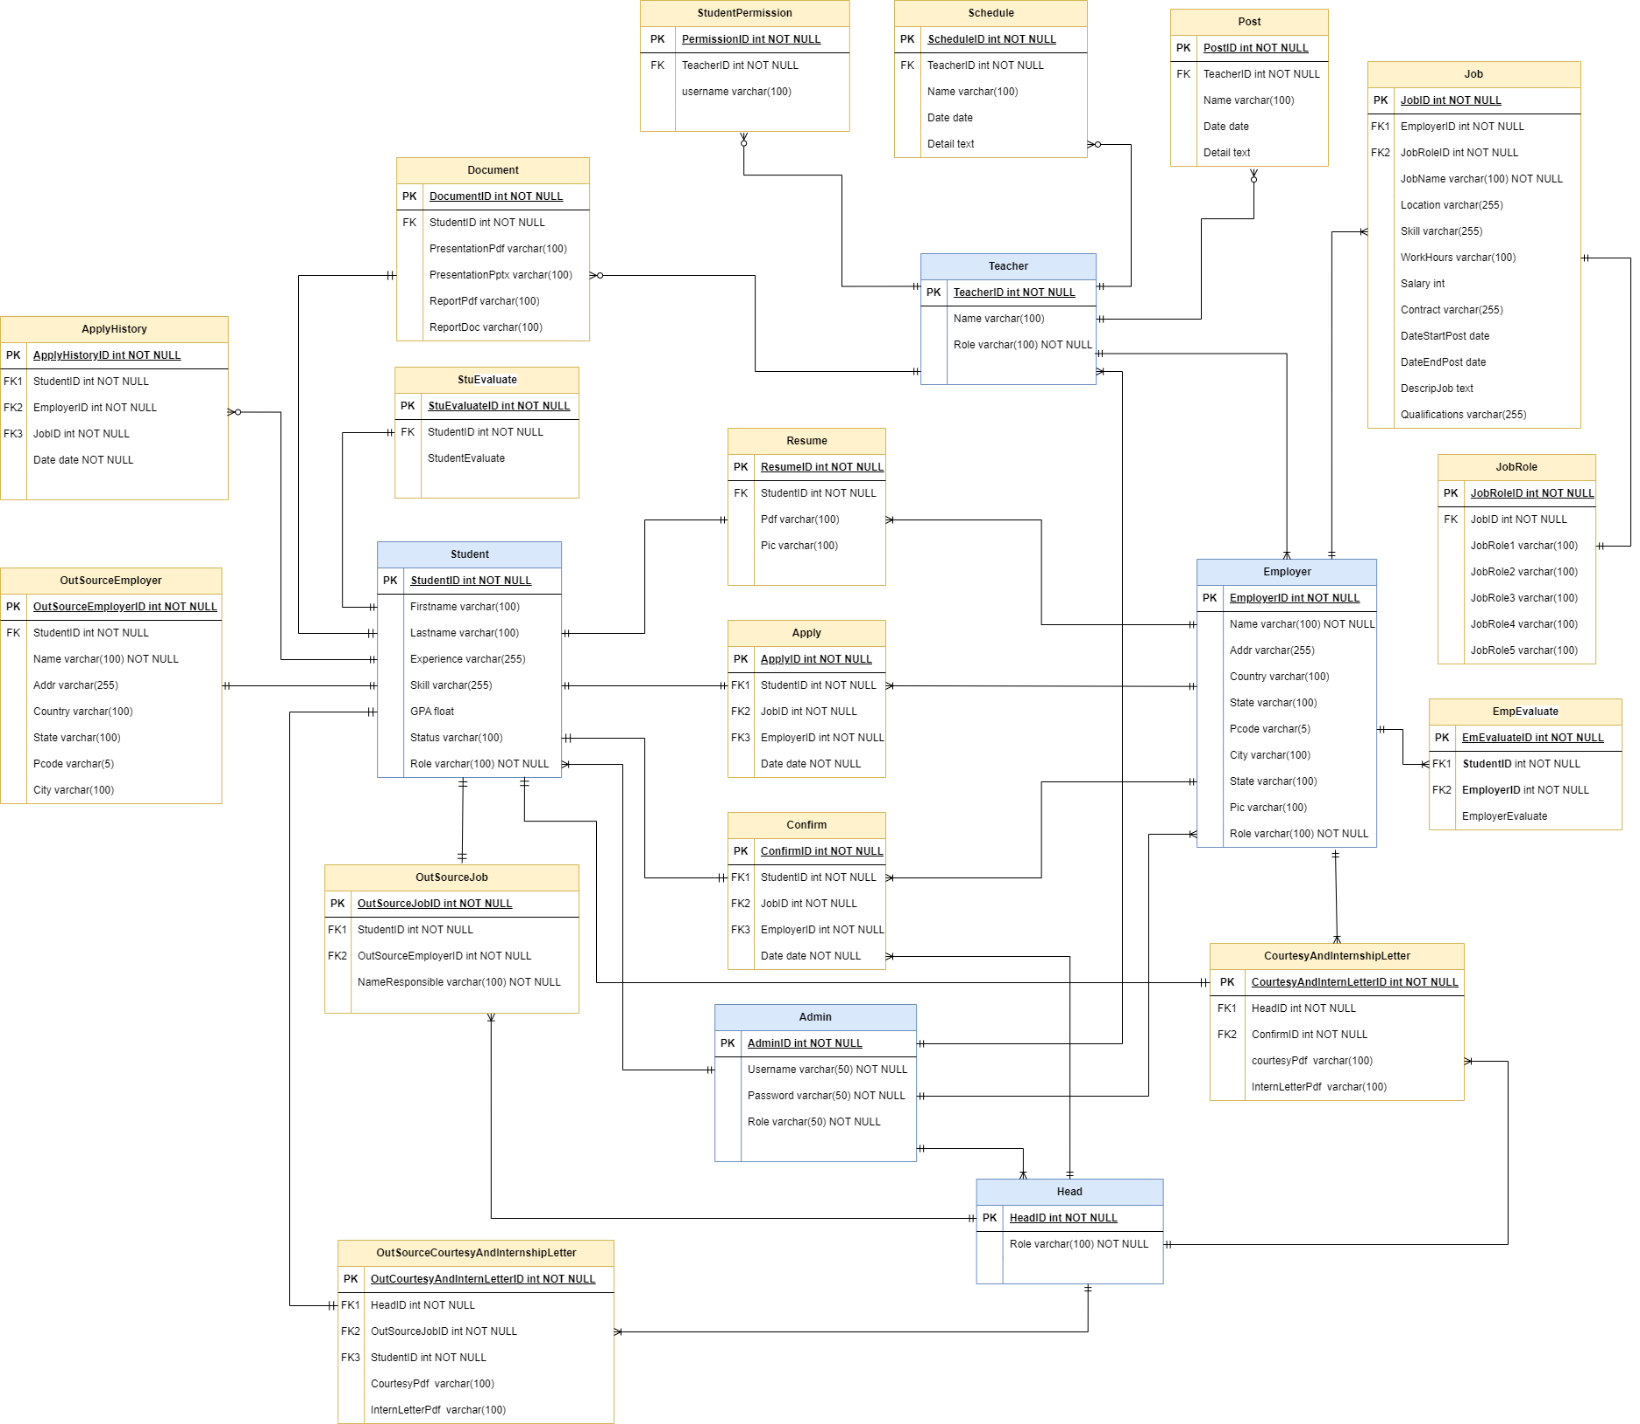 StudentPermission
PK PermissionID int NOT NULL
FK TeacherID int NOT NULL
username varchar(100)
Schedule
PK ScheduleID int NOT NULL
FK TeacherID int NOT NULL
Name varchar(100)
Date date
Detail text
Post
PK PostID int NOT NULL
FK TeacherID int NOT NULL
Name varchar(100)
Date date
Detail text
Job
PK JobID int NOT NULL
FK1 EmployerID int NOT NULL
FK2 JobRoleID int NOT NULL
JobName varchar(100) NOT NULL
Location varchar(255)
Skill varchar(255)
WorkHours varchar(100)
Salary int
Contract varchar(255)
DateStartPost date
DateEndPost date
DescripJob text
Qualifications varchar(255)
Document
PK DocumentID int NOT NULL
FK StudentID int NOT NULL
PresentationPdf varchar(100)
PresentationPptx varchar(100)
ReportPdf varchar(100)
ReportDoc varchar(100)
Teacher
PK TeacherID int NOT NULL
Name varchar(100)
Role varchar(100) NOT NULL
ApplyHistory
PK ApplyHistoryID int NOT NULL
FK1 StudentID int NOT NULL
FK2 EmployerID int NOT NULL
FK3 JobID int NOT NULL
Date date NOT NULL
StuEvaluate
PK StuEvaluateID int NOT NULL
FK StudentID int NOT NULL
StudentEvaluate
Resume
PK ResumeID int NOT NULL
FK StudentID int NOT NULL
Pdf varchar(100)
Pic varchar(100)
JobRole
PK JobRoleID int NOT NULL
FK JobID int NOT NULL
JobRole1 varchar(100)
JobRole2 varchar(100)
JobRole3 varchar(100)
JobRole4 varchar(100)
JobRole5 varchar(100)
Student
PK StudentID int NOT NULL
Firstname varchar(100)
Lastname varchar(100)
Experience varchar(255)
Skill varchar(255)
GPA float
Status varchar(100)
Role varchar(100) NOT NULL
OutSourceEmployer
PK OutSourceEmployerID int NOT NULL
FK StudentID int NOT NULL
Name varchar(100) NOT NULL
Addr varchar(255)
Country varchar(100)
State varchar(100)
Pcode varchar(5)
City varchar(100)
Employer
PK EmployerID int NOT NULL
Name varchar(100) NOT NULL
Addr varchar(255)
Country varchar(100)
State varchar(100)
Pcode varchar(5)
City varchar(100)
State varchar(100)
Pic varchar(100)
Role varchar(100) NOT NULL
Apply
PK ApplyID int NOT NULL
FK1 StudentID int NOT NULL
FK2 JobID int NOT NULL
FK3 EmployerID int NOT NULL
Date date NOT NULL
EmpEvaluate
PK EmEvaluateID int NOT NULL
FK1 StudentID int NOT NULL
FK2 EmployerID int NOT NULL
EmployerEvaluate
Confirm
PK ConfirmID int NOT NULL
FK1 StudentID int NOT NULL
FK2 JobID int NOT NULL
FK3 EmployerID int NOT NULL
Date date NOT NULL
OutSourceJob
PK OutSourceJobID int NOT NULL
FK1 StudentID int NOT NULL
FK2 OutSourceEmployerID int NOT NULL
NameResponsible varchar(100) NOT NULL
CourtesyAndInternshipLetter
PK CourtesyAndInternLetterID int NOT NULL
FK1 HeadID int NOT NULL
FK2 ConfirmID int NOT NULL
courtesyPdf varchar(100)
InternLetterPdf varchar(100)
Admin
PK AdminID int NOT NULL
Username varchar(50) NOT NULL
Password varchar(50) NOT NULL
Role varchar(50) NOT NULL
Head
PK HeadID int NOT NULL
Role varchar(100) NOT NULL
OutSourceCourtesyAndInternshipLetter
PK OutCourtesyAndInternLetterID int NOT NULL
FK1 HeadID int NOT NULL
FK2 OutSourceJobID int NOT NULL
FK3 StudentID int NOT NULL
CourtesyPdf varchar(100)
InternLetterPdf varchar(100)